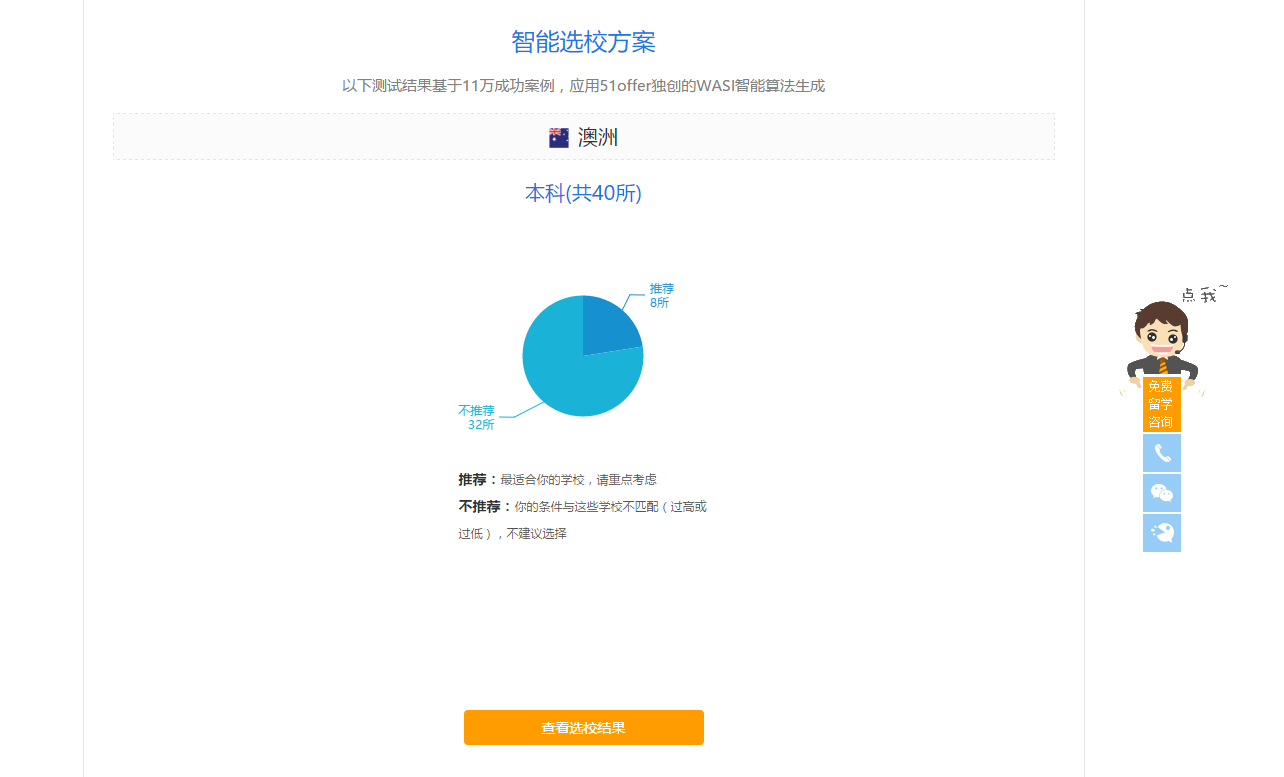 智能选校方案
以下测试结果基于11万成功案例，应用51offer独创的WASI智能算法生成
澳洲
本科(共40所)
推荐
8所
不推荐
32所
推荐：最适合你的学校，请重点考虑
不推荐：你的条件与这些学校不匹配（过高或
过低），不建议选择
查看选校结果
点我~
免费
留学
咨询